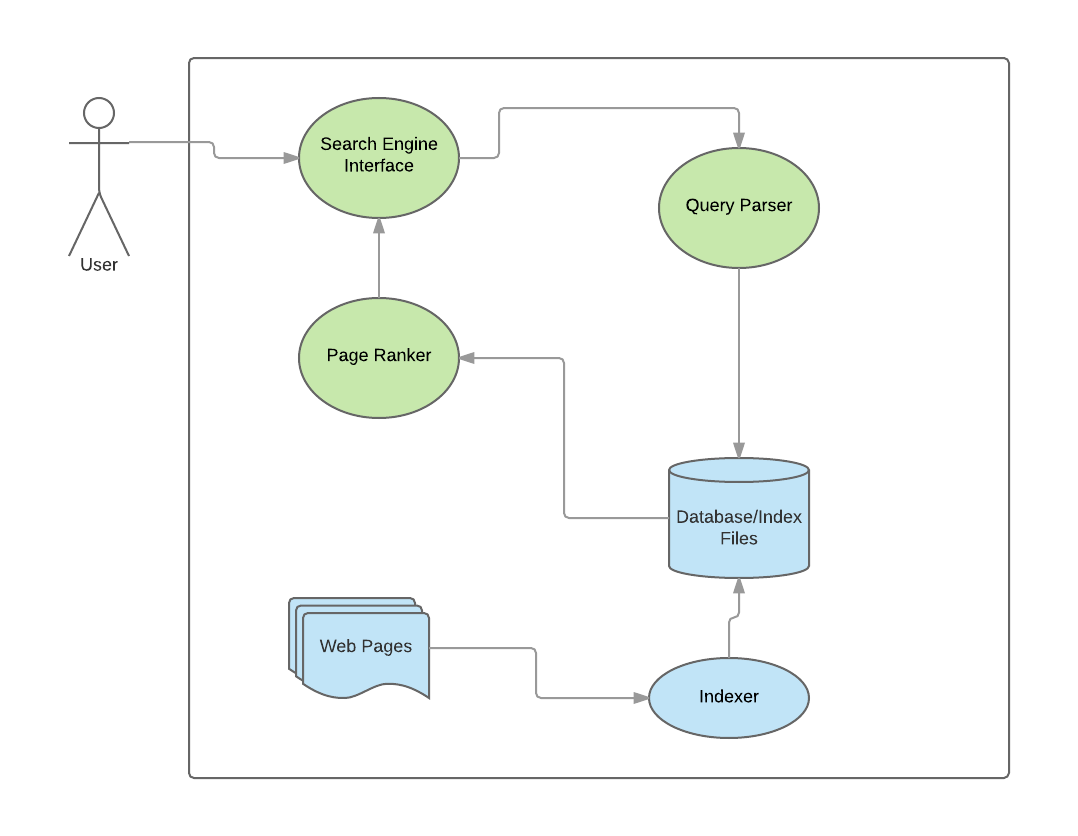 Search Engine
Interface
Query Parser
User
Page Ranker
Database/Index
Files
Web Pages
Indexer